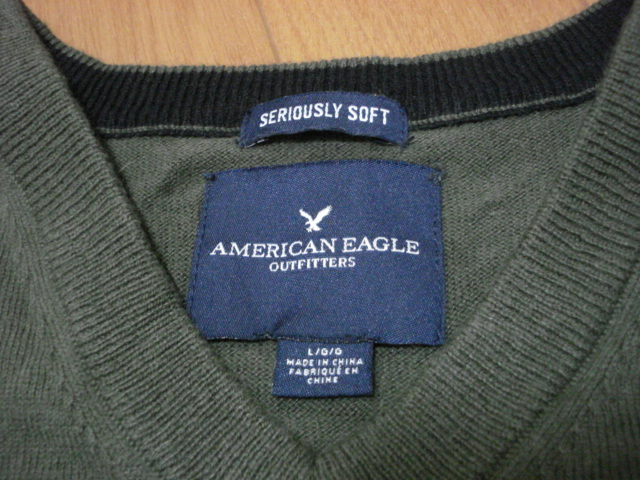 SERIOUSLY SOFT
AMERICAN EAGLE
OUTFITTERS
L/G/G
MADE IN CHINA
FABRIQUÉ EN
CHINE